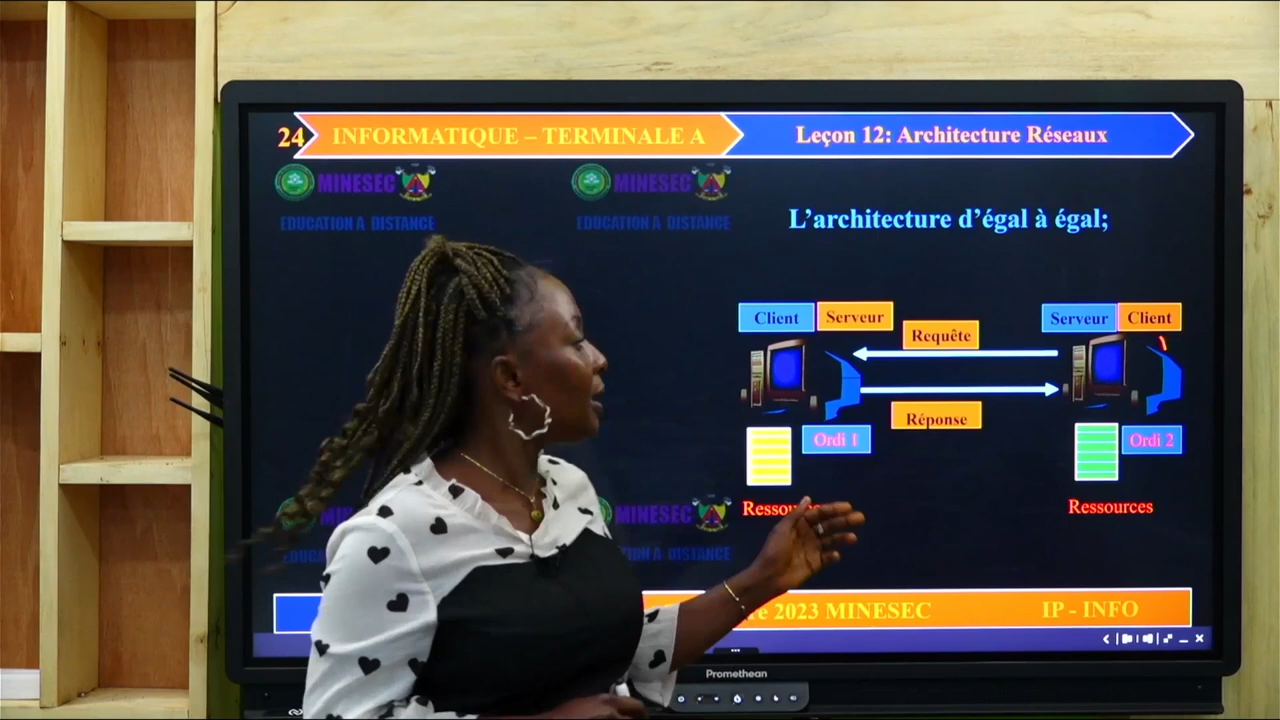 24 INFORMATIQUE – TERMINALE A Leçon 12: Architecture Réseaux
MINESEC MINESEC
EDUCATION A DISTANCE EDUCATION A DISTANCE
L'architecture d'égal à égal;
Client Serveur Serveur Client
Requête
Réponse
Ordi 1 Ordi 2
Ressources
MINESEC
DISTANCE
2023 MINESEC IP - INFO
Promethean